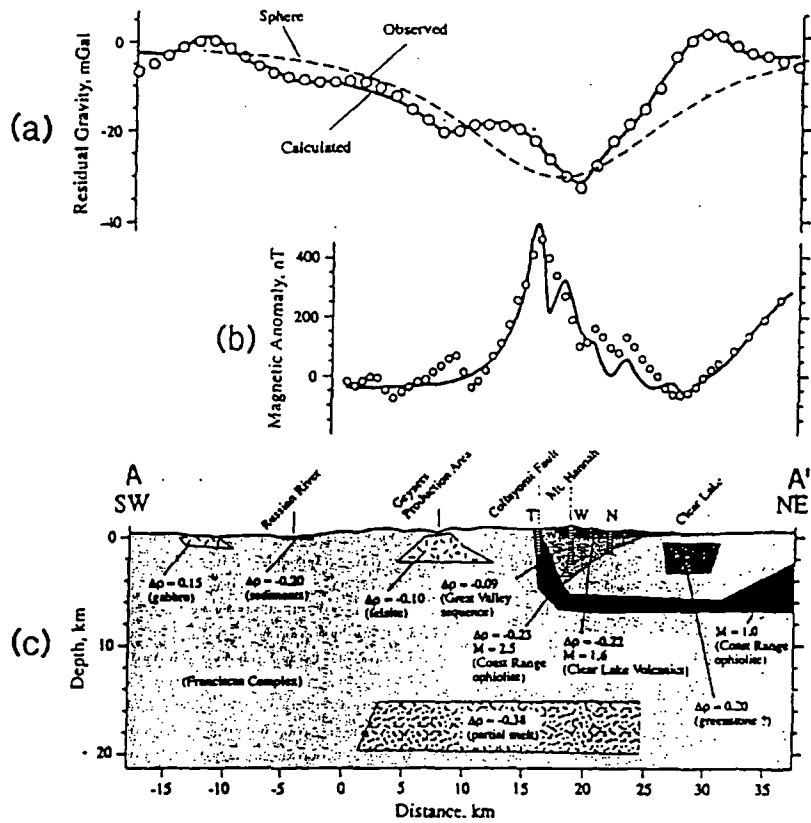 (a)
Residual Gravity, mGal
0
-20
-40
Sphere
Observed
Calculated
(b)
Magnetic Anomaly, nT
400
200
0
A
SW
Russian River
Geysers
Production Area
Collayomi Fault
Mt. Hannah
Clear Lake
A'
NE
T
W
N
(c)
Depth, km
0
10
20
Δρ = 0.15
(gabbro)
Δρ = -0.20
(sediments)
Δρ = -0.10
(felsite)
Δρ = -0.09
(Great Valley
sequence)
Δρ = -0.23
M = 2.5
(Coast Range
ophiolite)
Δρ = -0.22
M = 1.6
(Clear Lake Volcanics)
M = 1.0
(Coast Range
ophiolite)
Δρ = 0.20
(greenstone ?)
(Franciscan Complex)
Δρ = -0.38
(partial melt)
-15
-10
-5
0
5
10
15
20
25
30
35
Distance, km